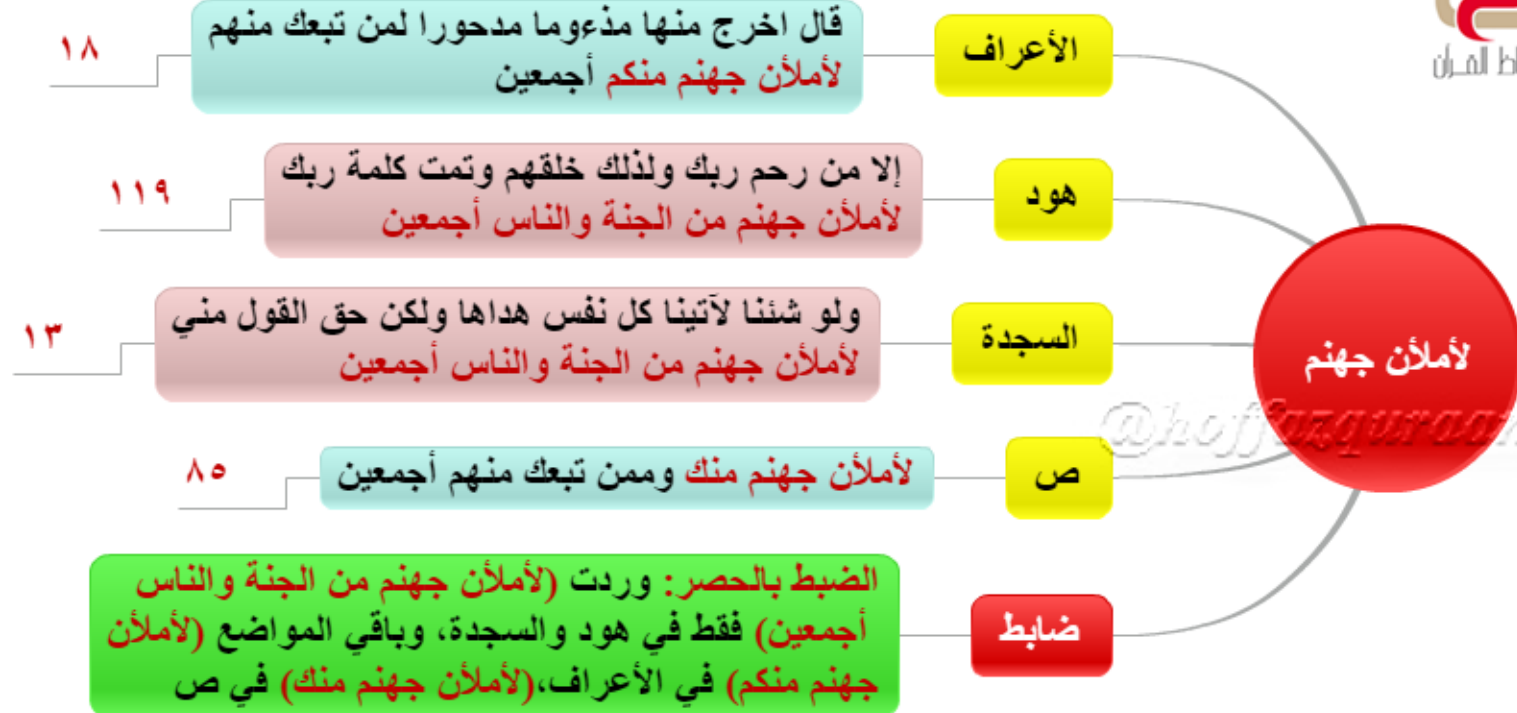 لأملأن جهنم
الأعراف
قال اخرج منها مذءوما مدحورا لمن تبعك منهم
لأملأن جهنم منكم أجمعين
١٨
هود
إلا من رحم ربك ولذلك خلقهم وتمت كلمة ربك
لأملأن جهنم من الجنة والناس أجمعين
١١٩
السجدة
ولو شئنا لآتينا كل نفس هداها ولكن حق القول مني
لأملأن جهنم من الجنة والناس أجمعين
١٣
ص
لأملأن جهنم منك وممن تبعك منهم أجمعين
٨٥
ضابط
الضبط بالحصر: وردت (لأملأن جهنم من الجنة والناس
أجمعين) فقط في هود والسجدة، وباقي المواضع (لأملأن
جهنم منكم) في الأعراف،(لأملأن جهنم منك) في ص
@hoffazquraan
القرآن